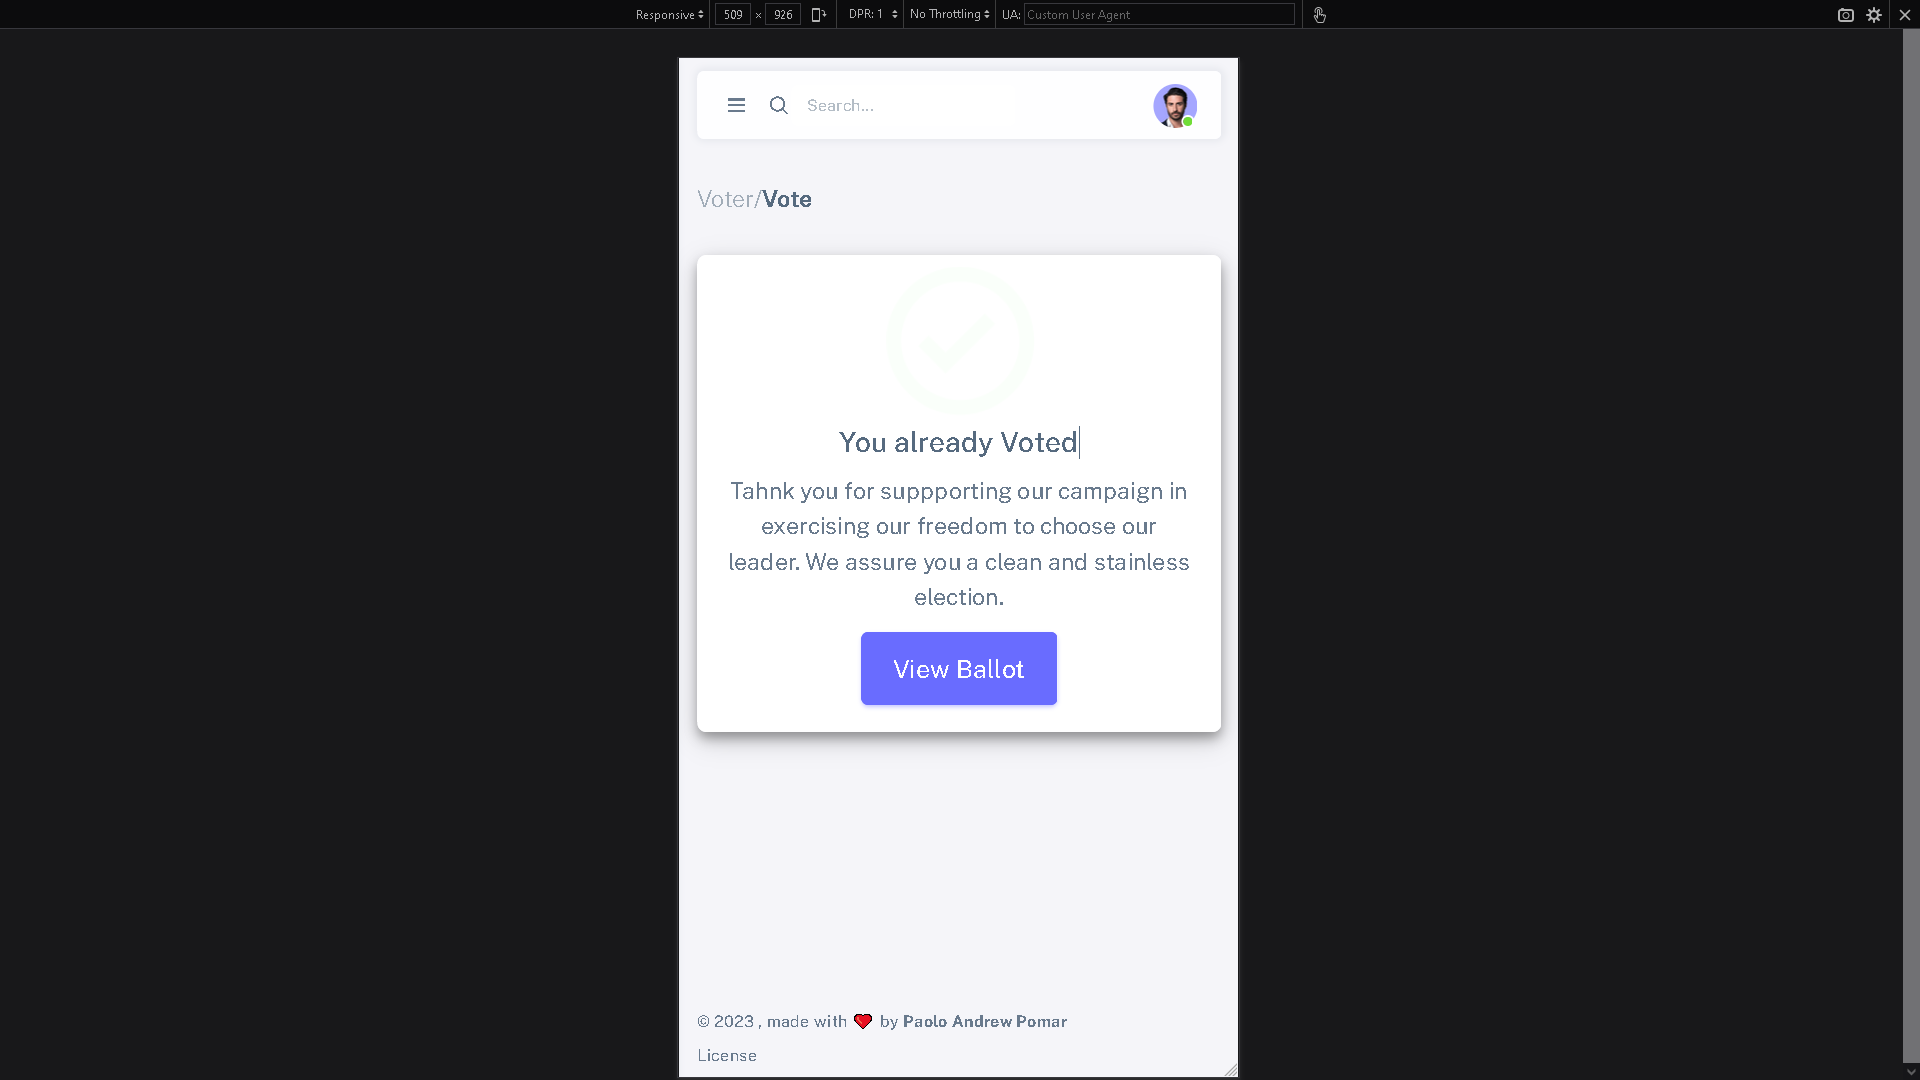 Responsive 509 × 926 DPR: 1 No Throttling UA: Custom User Agent
Search...
Voter/Vote
You already Voted
Tahnk you for suppporting our campaign in
exercising our freedom to choose our
leader. We assure you a clean and stainless
election.
View Ballot
© 2023 , made with ❤️ by Paolo Andrew Pomar
License